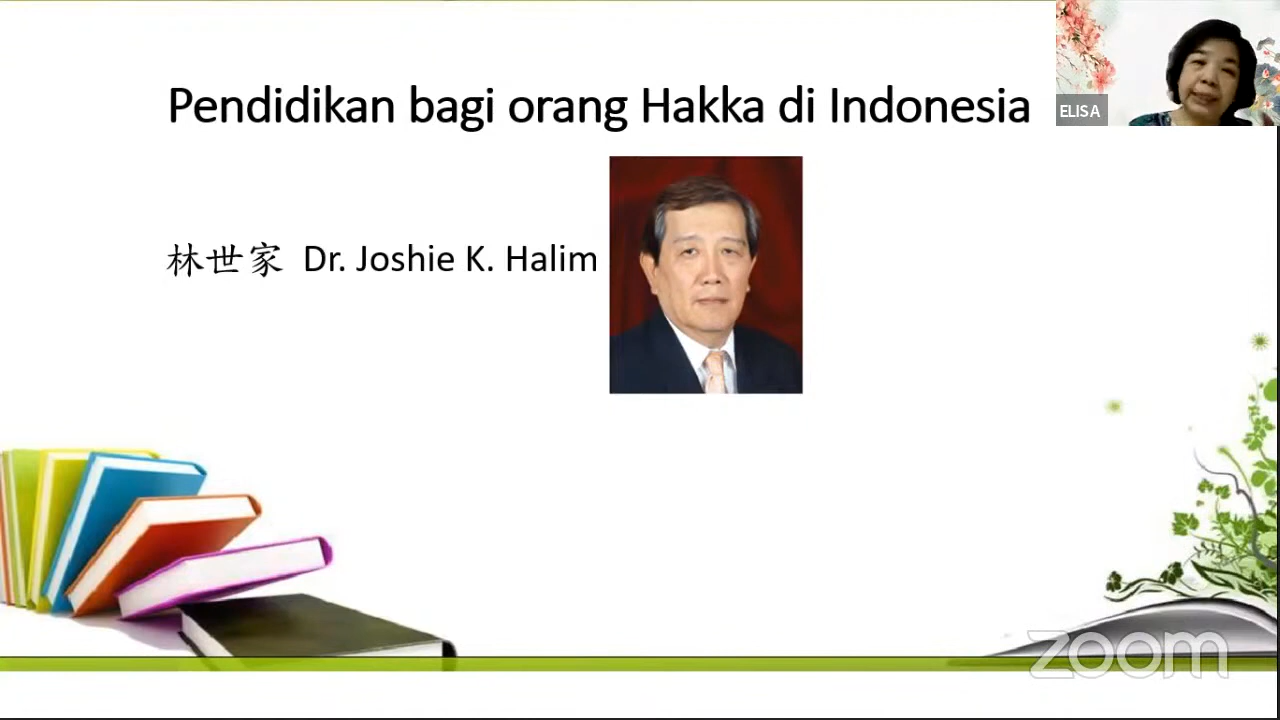 Pendidikan bagi orang Hakka di Indonesia
ELISA
林世家 Dr. Joshie K. Halim
zoom